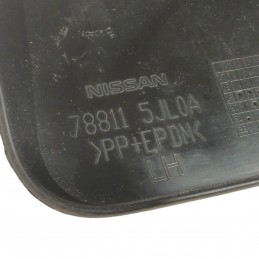 NISSAN
78811 5JL0A
>PP+EPDM<
LH